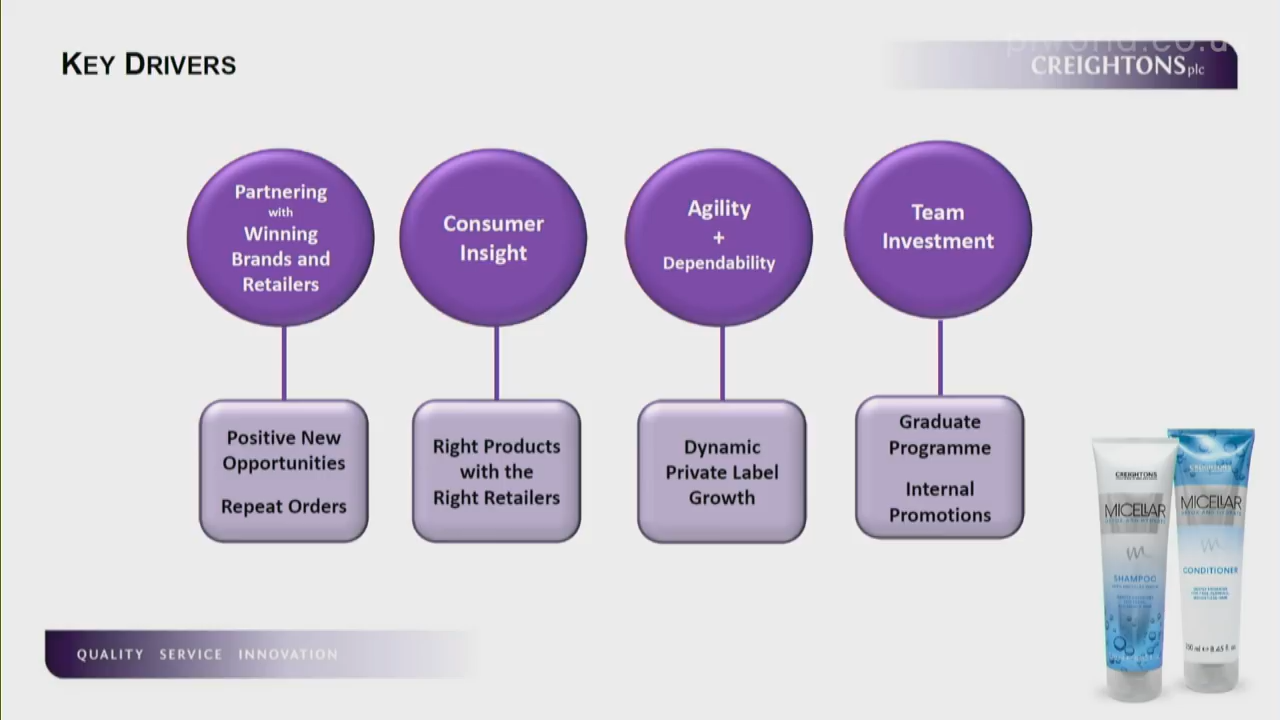 KEY DRIVERS
CREIGHTONS plc
Partnering
with
Winning
Brands and
Retailers
Consumer
Insight
Agility
+
Dependability
Team
Investment
Positive New
Opportunities
Repeat Orders
Right Products
with the
Right Retailers
Dynamic
Private Label
Growth
Graduate
Programme
Internal
Promotions
CREIGHTONS
MICELLAR
SHAMPOO
CREIGHTONS
MICELLAR
CONDITIONER
QUALITY SERVICE INNOVATION